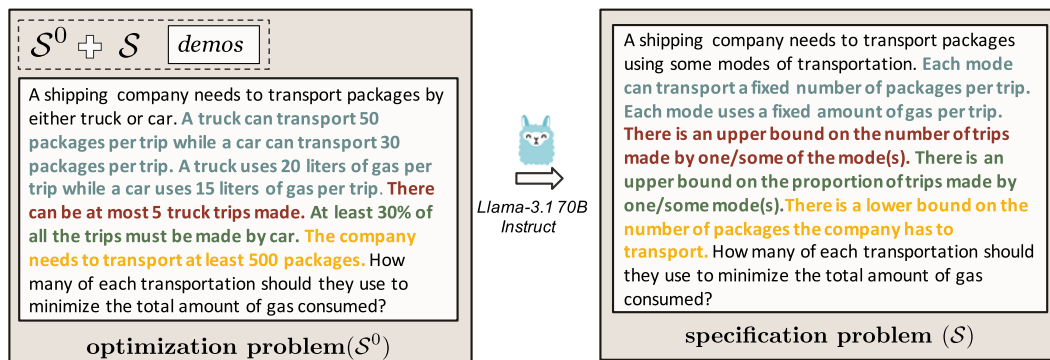 S⁰ + S demos
A shipping company needs to transport packages by
either truck or car. A truck can transport 50
packages per trip while a car can transport 30
packages per trip. A truck uses 20 liters of gas per
trip while a car uses 15 liters of gas per trip. There
can be at most 5 truck trips made. At least 30% of
all the trips must be made by car. The company
needs to transport at least 500 packages. How
many of each transportation should they use to
minimize the total amount of gas consumed?
optimization problem(S⁰)
Llama-3.1 70B
Instruct
A shipping company needs to transport packages
using some modes of transportation. Each mode
can transport a fixed number of packages per trip.
Each mode uses a fixed amount of gas per trip.
There is an upper bound on the number of trips
made by one/some of the mode(s). There is an
upper bound on the proportion of trips made by
one/some mode(s).There is a lower bound on the
number of packages the company has to
transport. How many of each transportation should
they use to minimize the total amount of gas
consumed?
specification problem (S)